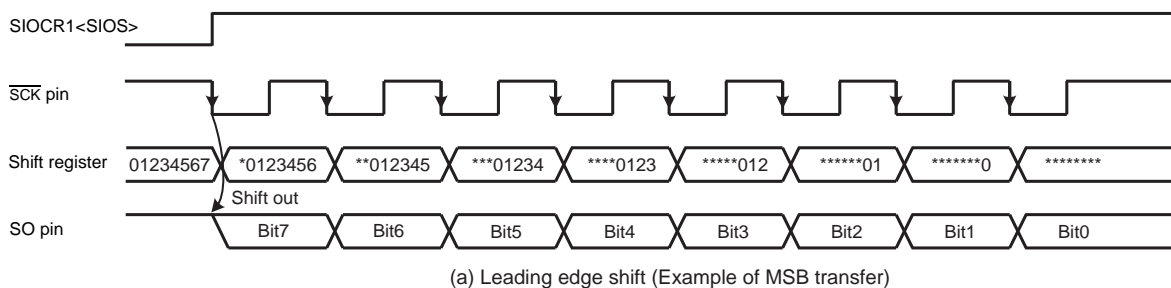 SIOCR1<SIOS>
SCK pin
Shift register 01234567 *0123456 **012345 ***01234 ****0123 *****012 ******01 *******0 ********
Shift out
SO pin Bit7 Bit6 Bit5 Bit4 Bit3 Bit2 Bit1 Bit0
(a) Leading edge shift (Example of MSB transfer)